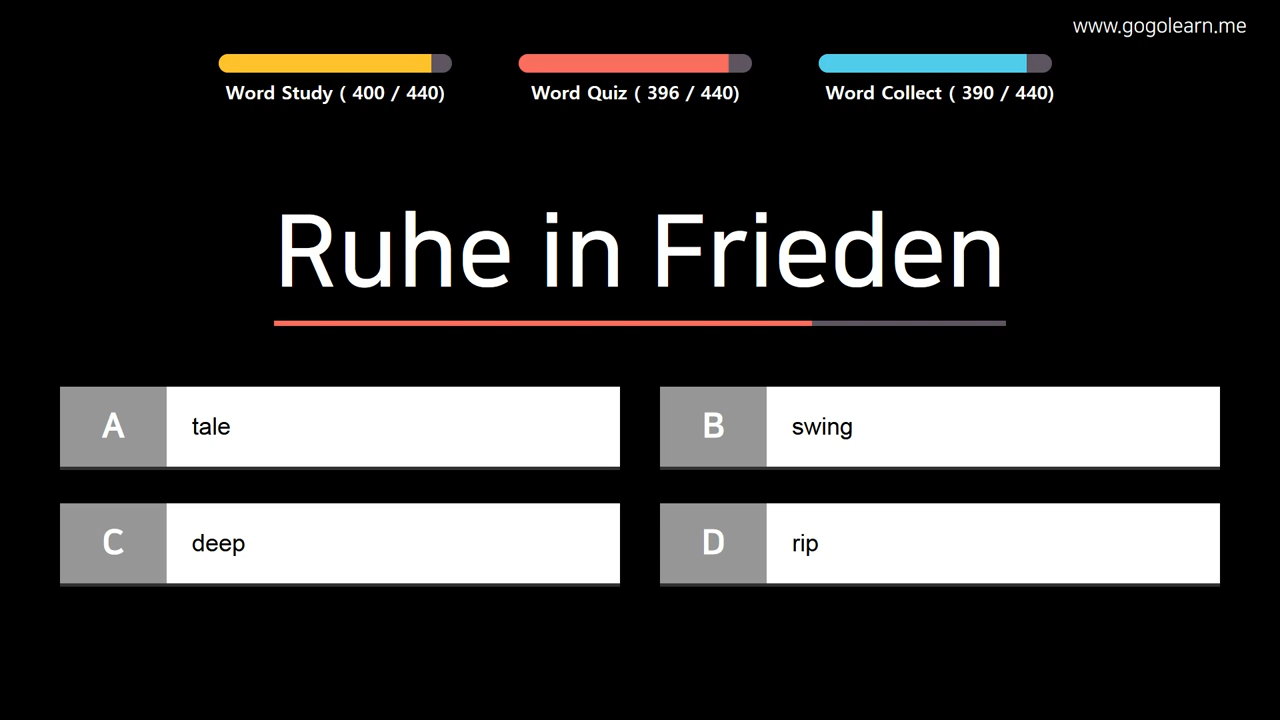 www.gogolearn.me
Word Study ( 400 / 440)
Word Quiz ( 396 / 440)
Word Collect ( 390 / 440)
Ruhe in Frieden
A tale
B swing
C deep
D rip